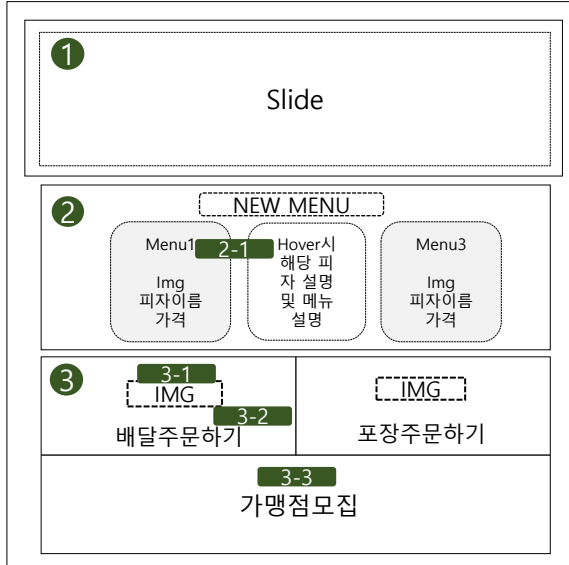 1
Slide
2
NEW MENU
Menu1
Img
피자이름
가격
2-1
Hover시
해당 피
자 설명
및 메뉴
설명
Menu3
Img
피자이름
가격
3
3-1
IMG
3-2
배달주문하기
IMG
포장주문하기
3-3
가맹점모집